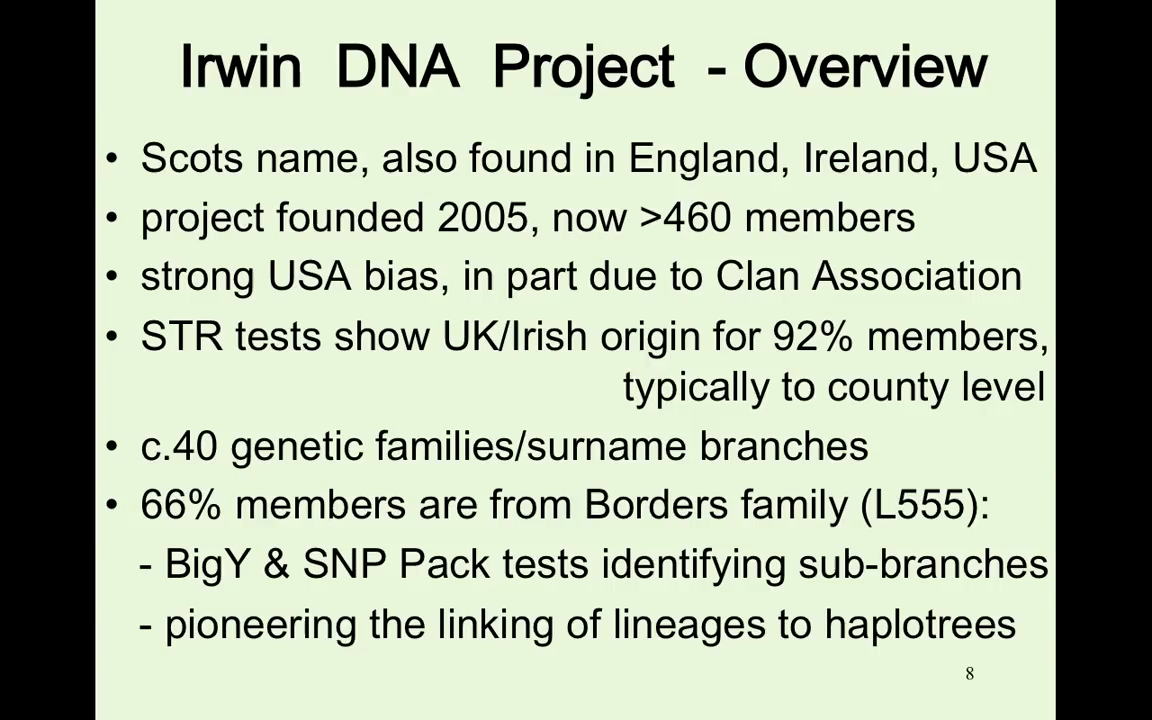 Irwin DNA Project - Overview
• Scots name, also found in England, Ireland, USA
• project founded 2005, now >460 members
• strong USA bias, in part due to Clan Association
• STR tests show UK/Irish origin for 92% members,
typically to county level
• c.40 genetic families/surname branches
• 66% members are from Borders family (L555):
- BigY & SNP Pack tests identifying sub-branches
- pioneering the linking of lineages to haplotrees
8